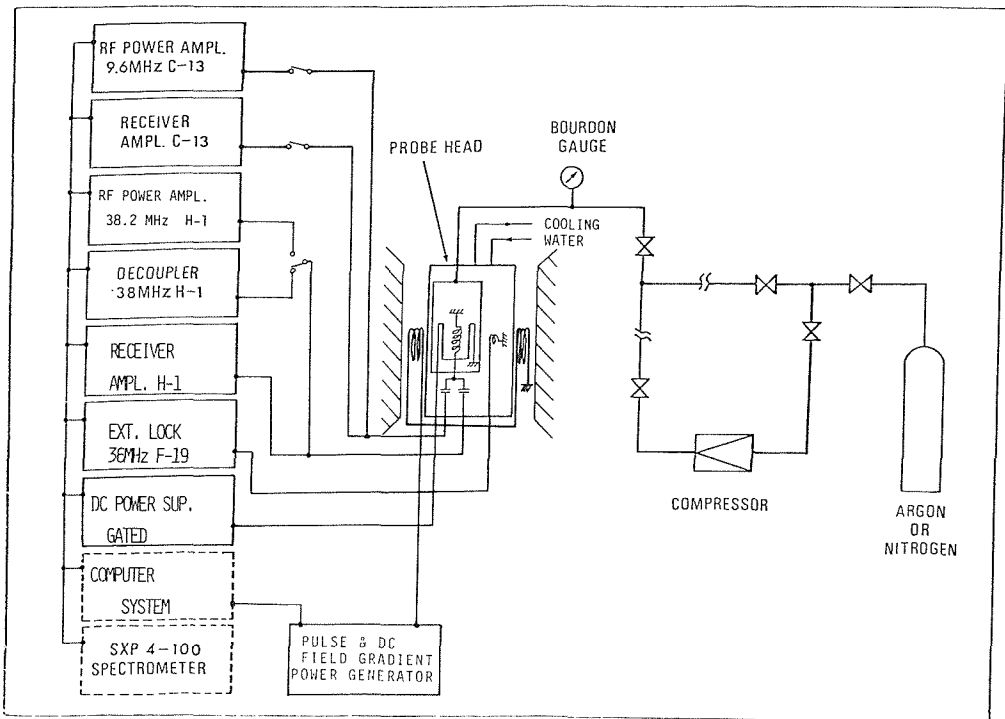 RF POWER AMPL.
9.6MHz C-13
RECEIVER
AMPL. C-13
RF POWER AMPL.
38.2 MHz H-1
DECOUPLER
38MHz H-1
RECEIVER
AMPL. H-1
EXT. LOCK
36MHz F-19
DC POWER SUP.
GATED
COMPUTER
SYSTEM
SXP 4-100
SPECTROMETER
PROBE HEAD
BOURDON
GAUGE
COOLING
WATER
PULSE & DC
FIELD GRADIENT
POWER GENERATOR
COMPRESSOR
ARGON
OR
NITROGEN